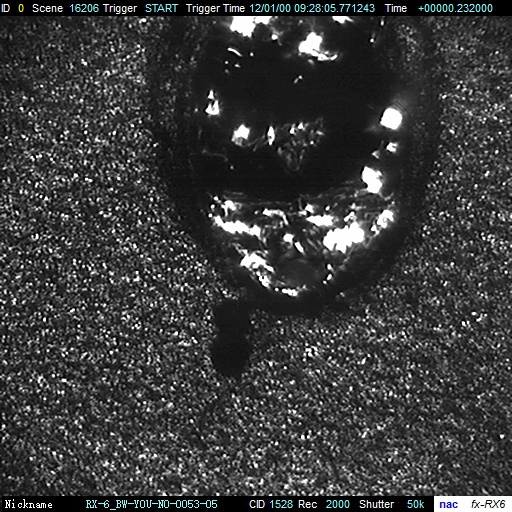 ID 0 Scene 16206 Trigger START Trigger Time 12/01/00 09:28:05.771243 Time +00000.232000
Nickname RX-6_BW-YOU-NO-0053-05 CID 1528 Rec 2000 Shutter 50k nac fx-RX6